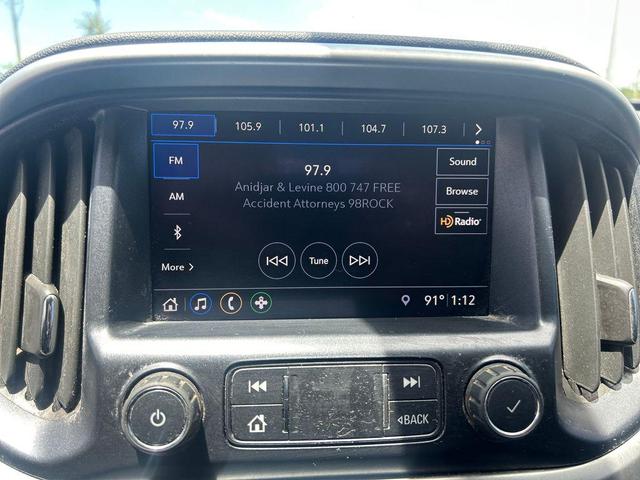 97.9
105.9
101.1
104.7
107.3
FM
97.9
Sound
Anidjar & Levine 800 747 FREE
AM
Browse
Accident Attorneys 98ROCK
HD Radio
More
Tune
91° 1:12
BACK